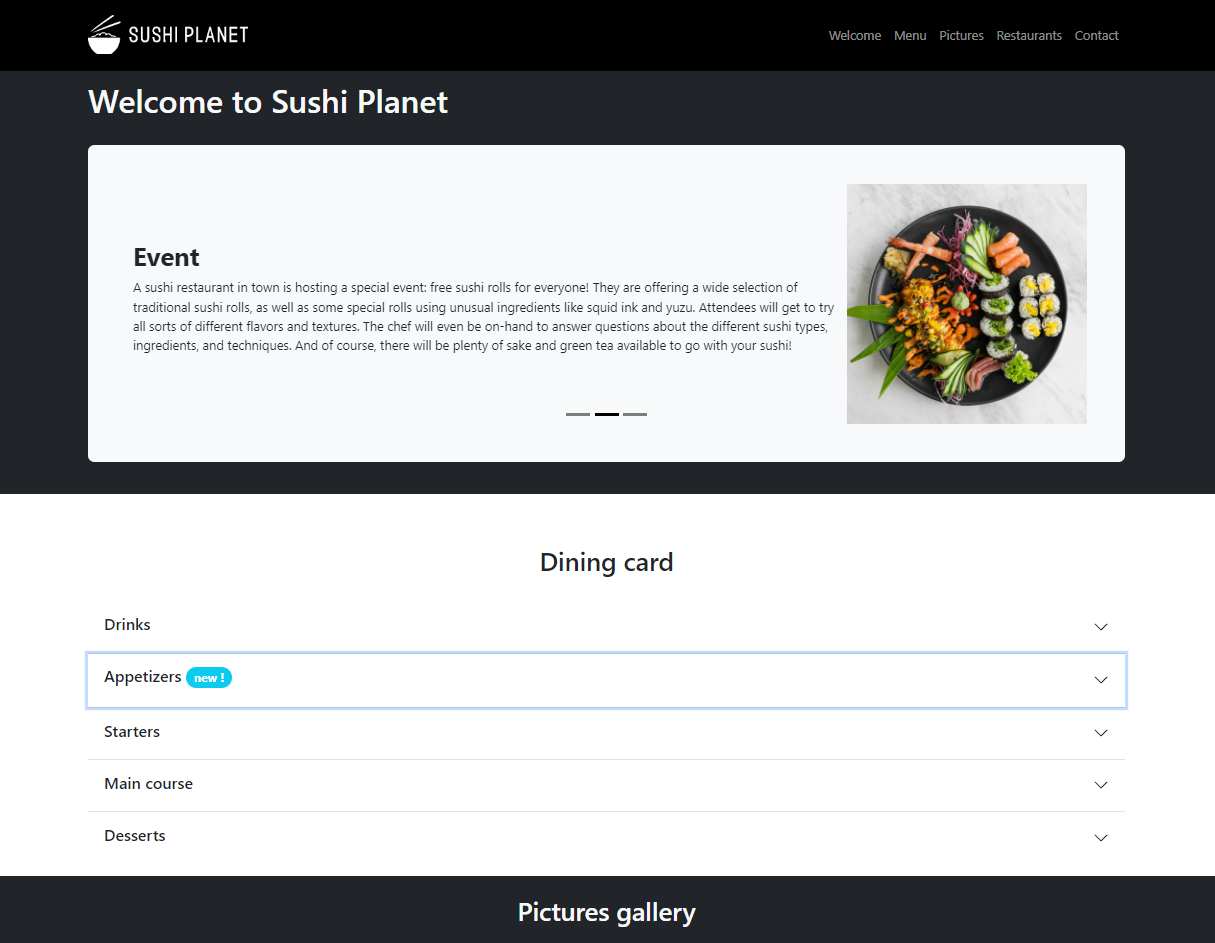 SUSHI PLANET
Welcome Menu Pictures Restaurants Contact
Welcome to Sushi Planet
Event
A sushi restaurant in town is hosting a special event: free sushi rolls for everyone! They are offering a wide selection of
traditional sushi rolls, as well as some special rolls using unusual ingredients like squid ink and yuzu. Attendees will get to try
all sorts of different flavors and textures. The chef will even be on-hand to answer questions about the different sushi types,
ingredients, and techniques. And of course, there will be plenty of sake and green tea available to go with your sushi!
Dining card
Drinks
Appetizers new !
Starters
Main course
Desserts
Pictures gallery